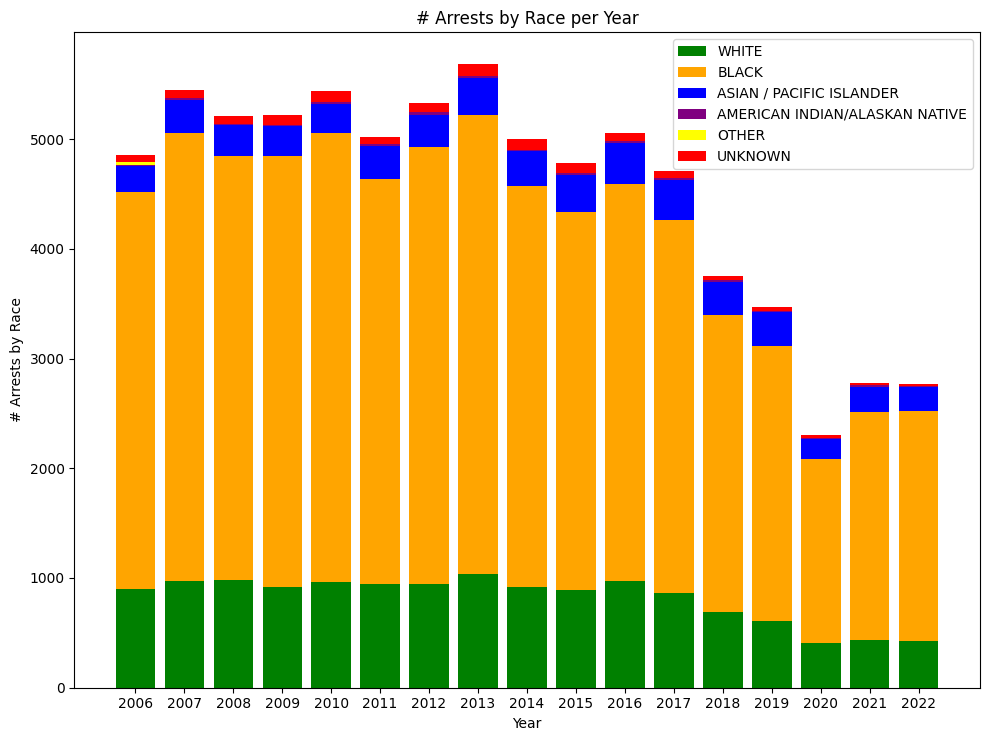 # Arrests by Race per Year
WHITE
BLACK
ASIAN / PACIFIC ISLANDER
AMERICAN INDIAN/ALASKAN NATIVE
OTHER
UNKNOWN
# Arrests by Race
5000
4000
3000
2000
1000
0
2006 2007 2008 2009 2010 2011 2012 2013 2014 2015 2016 2017 2018 2019 2020 2021 2022
Year